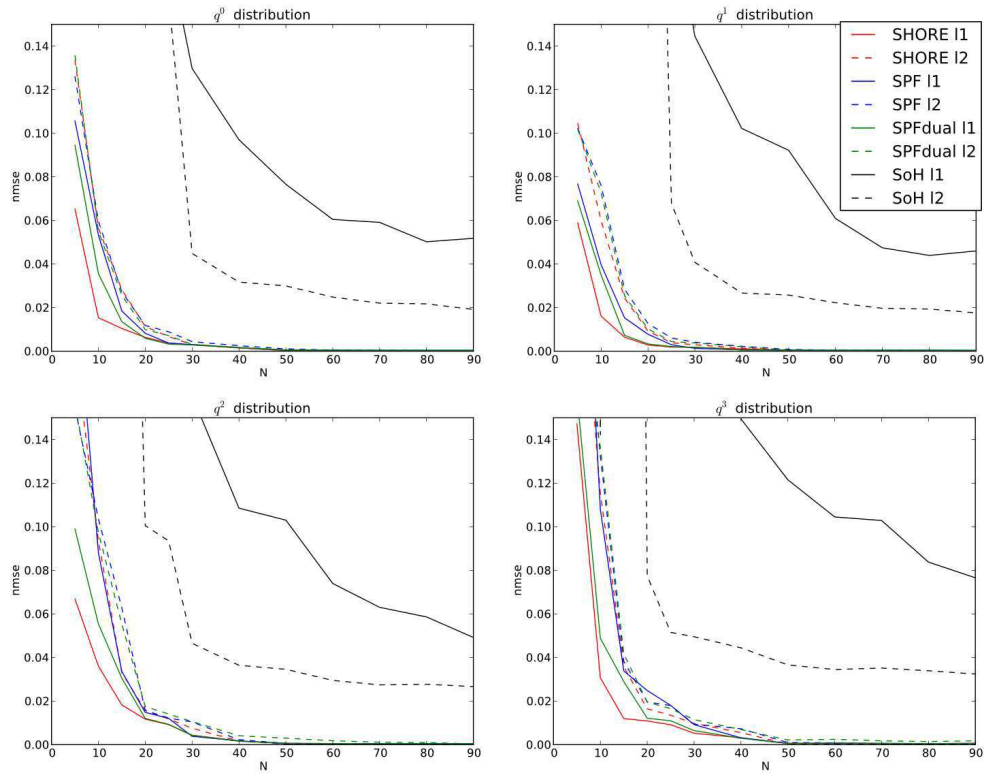 q⁰ distribution
nmse
0.14
0.12
0.10
0.08
0.06
0.04
0.02
0.00
0 10 20 30 40 50 60 70 80 90
N
q¹ distribution
nmse
0.14
0.12
0.10
0.08
0.06
0.04
0.02
0.00
0 10 20 30 40 50 60 70 80 90
N
SHORE l1
SHORE l2
SPF l1
SPF l2
SPFdual l1
SPFdual l2
SoH l1
SoH l2
q² distribution
nmse
0.14
0.12
0.10
0.08
0.06
0.04
0.02
0.00
0 10 20 30 40 50 60 70 80 90
N
q³ distribution
nmse
0.14
0.12
0.10
0.08
0.06
0.04
0.02
0.00
0 10 20 30 40 50 60 70 80 90
N